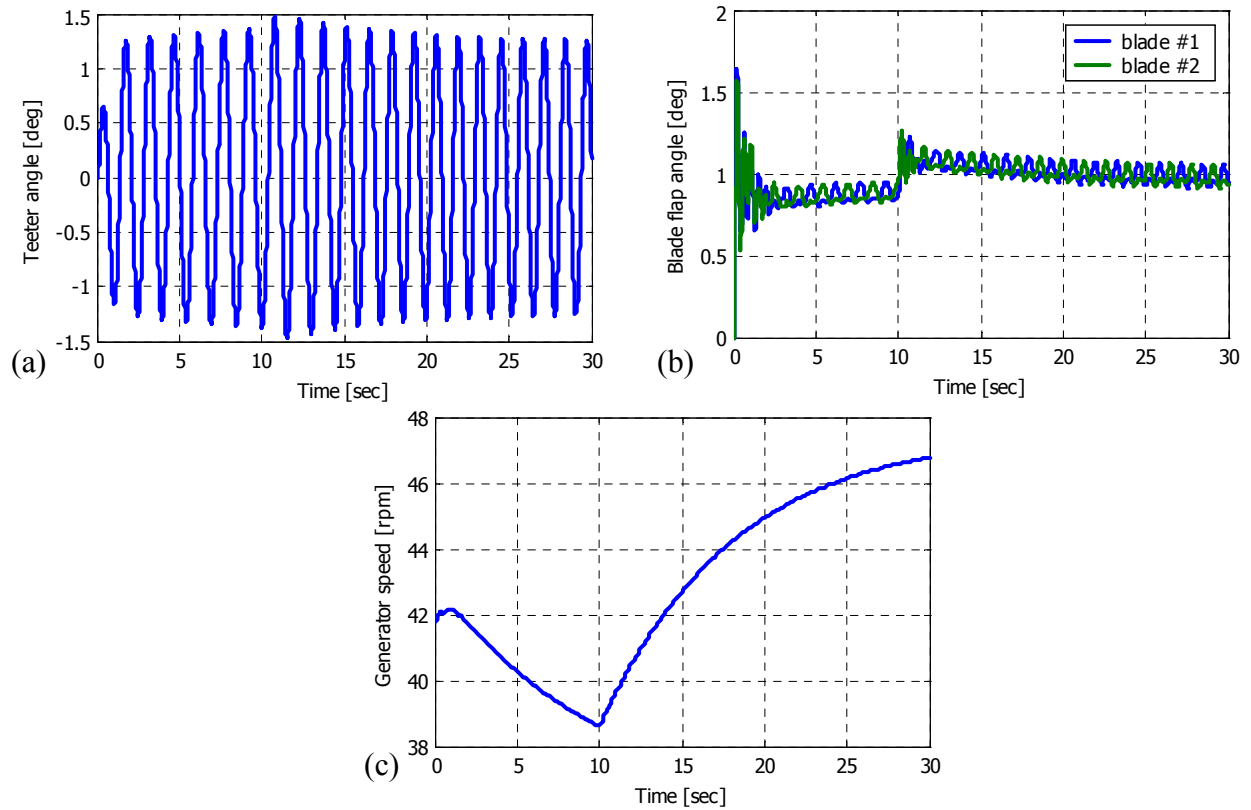 1.5
1
0.5
0
-0.5
-1
-1.5
Teeter angle [deg]
0 5 10 15 20 25 30
Time [sec]
(a)
2
1.5
1
0.5
0
Blade flap angle [deg]
blade #1
blade #2
0 5 10 15 20 25 30
Time [sec]
(b)
48
46
44
42
40
38
Generator speed [rpm]
0 5 10 15 20 25 30
Time [sec]
(c)